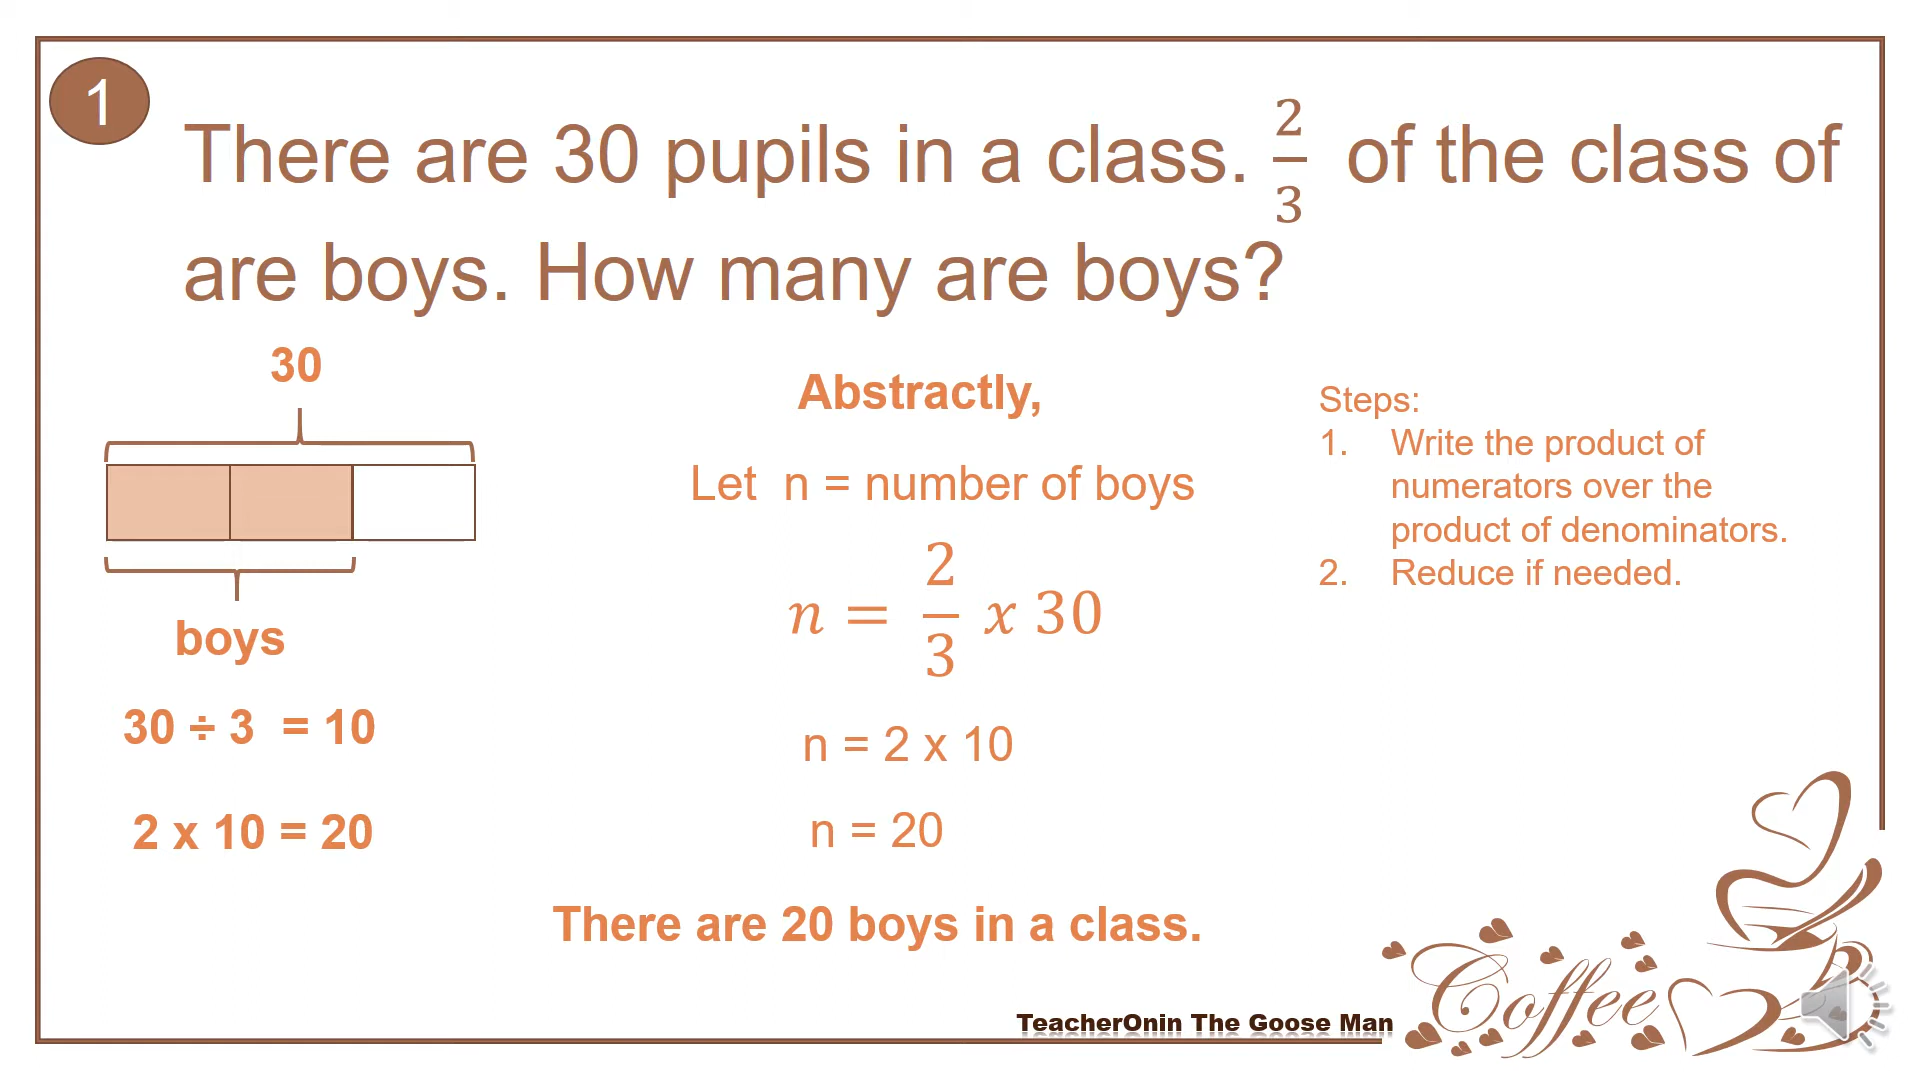 1
There are 30 pupils in a class. 2/3 of the class of
are boys. How many are boys?
30
boys
30 ÷ 3 = 10
2 x 10 = 20
Abstractly,
Let n = number of boys
n = 2/3 x 30
n = 2 x 10
n = 20
There are 20 boys in a class.
Steps:
1. Write the product of
numerators over the
product of denominators.
2. Reduce if needed.
TeacherOnin The Goose Man
Coffee